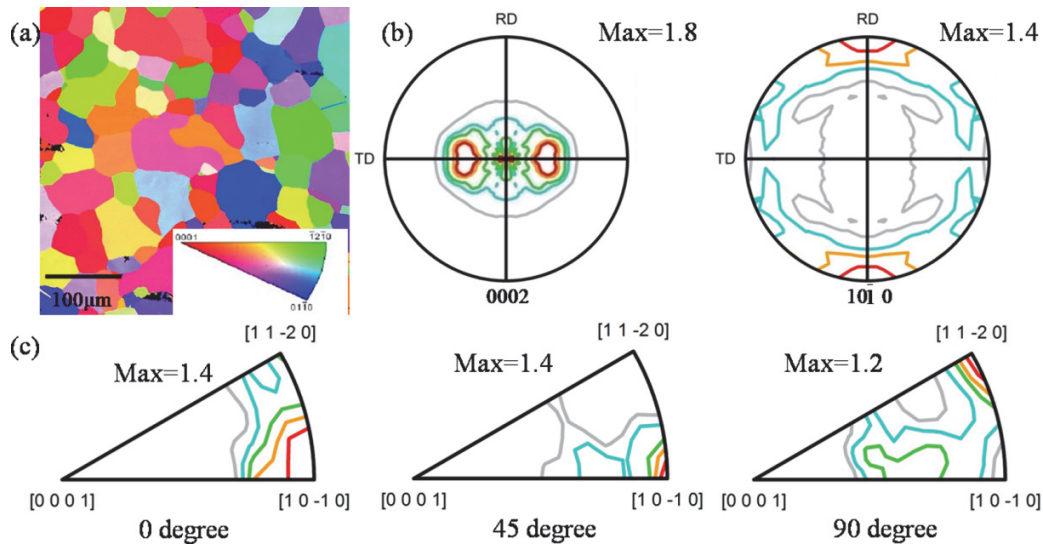 (a)
0001
1̄21̄0
011̄0
100μm
(b)
RD
Max=1.8
TD
0002
RD
Max=1.4
TD
101̄ 0
(c)
Max=1.4
[1 1 -2 0]
[0 0 0 1]
[1 0 -1 0]
0 degree
Max=1.4
[1 1 -2 0]
[0 0 0 1]
[1 0 -1 0]
45 degree
Max=1.2
[1 1 -2 0]
[0 0 0 1]
[1 0 -1 0]
90 degree